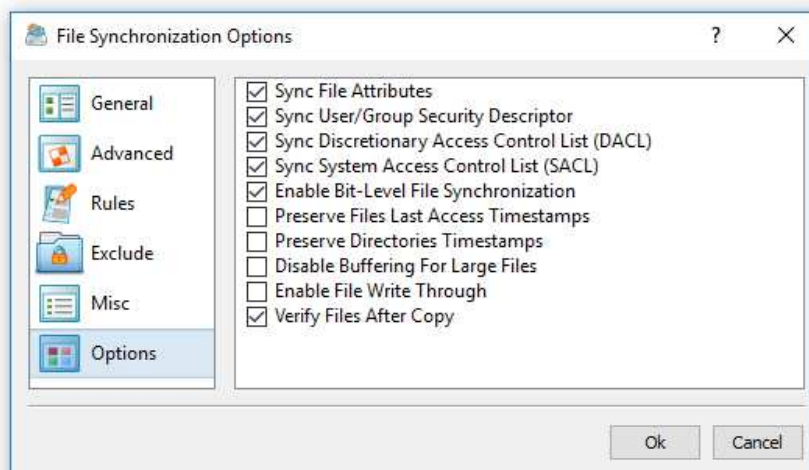 File Synchronization Options
?
General
Advanced
Rules
Exclude
Misc
Options
Sync File Attributes
Sync User/Group Security Descriptor
Sync Discretionary Access Control List (DACL)
Sync System Access Control List (SACL)
Enable Bit-Level File Synchronization
Preserve Files Last Access Timestamps
Preserve Directories Timestamps
Disable Buffering For Large Files
Enable File Write Through
Verify Files After Copy
Ok
Cancel